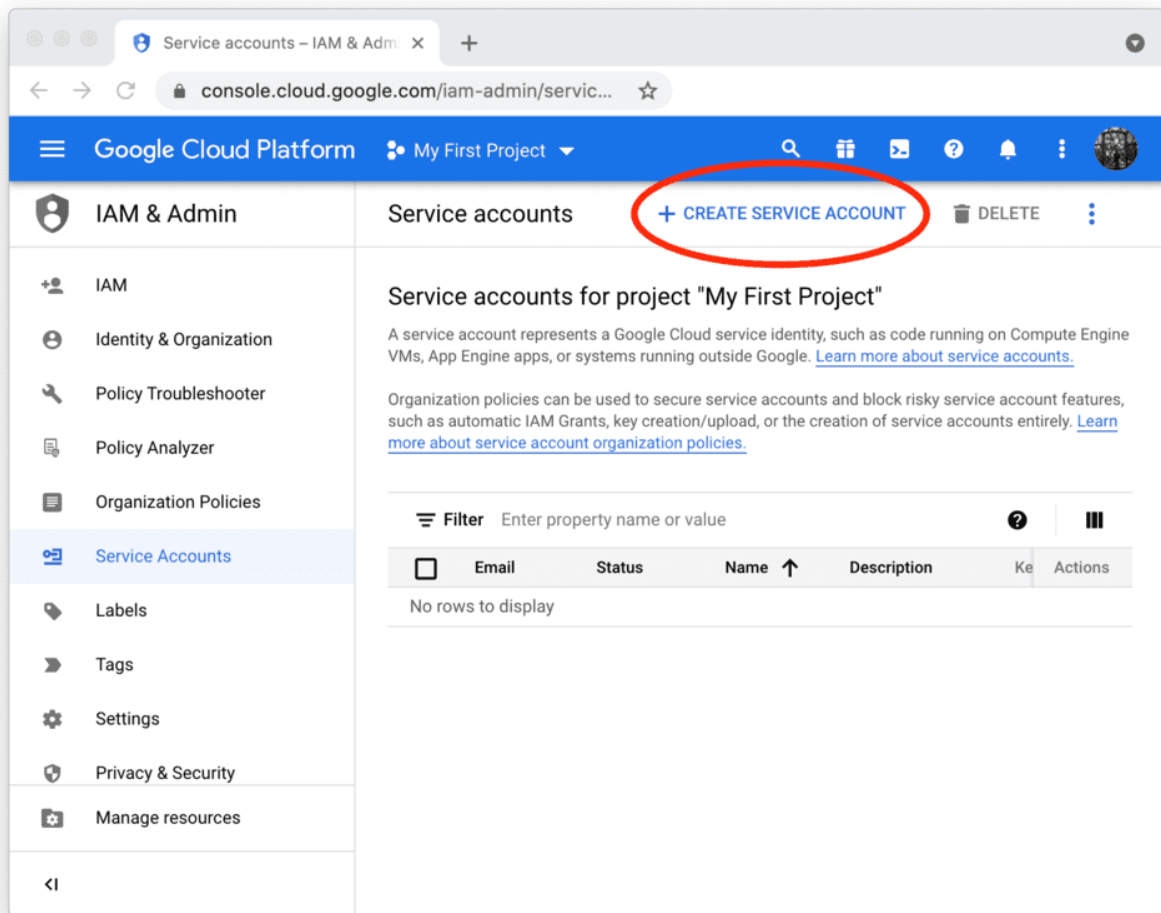 Service accounts – IAM & Adm
console.cloud.google.com/iam-admin/servic...
Google Cloud Platform
My First Project
IAM & Admin
Service accounts
CREATE SERVICE ACCOUNT
DELETE
IAM
Identity & Organization
Policy Troubleshooter
Policy Analyzer
Organization Policies
Service Accounts
Labels
Tags
Settings
Privacy & Security
Manage resources
Service accounts for project "My First Project"
A service account represents a Google Cloud service identity, such as code running on Compute Engine
VMs, App Engine apps, or systems running outside Google. Learn more about service accounts.
Organization policies can be used to secure service accounts and block risky service account features,
such as automatic IAM Grants, key creation/upload, or the creation of service accounts entirely. Learn
more about service account organization policies.
Filter Enter property name or value
Email Status Name Description Ke Actions
No rows to display